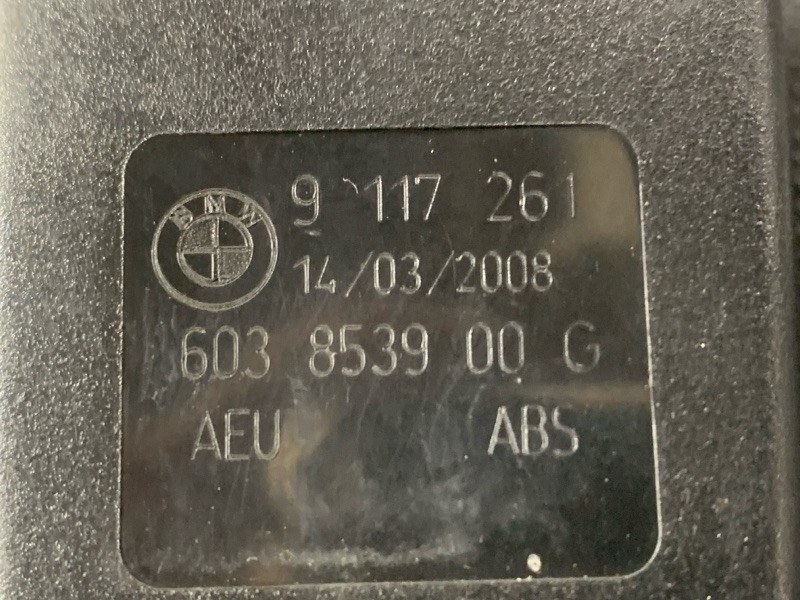 BMW
9 117 261
14/03/2008
603 8539 00 G
AEU ABS